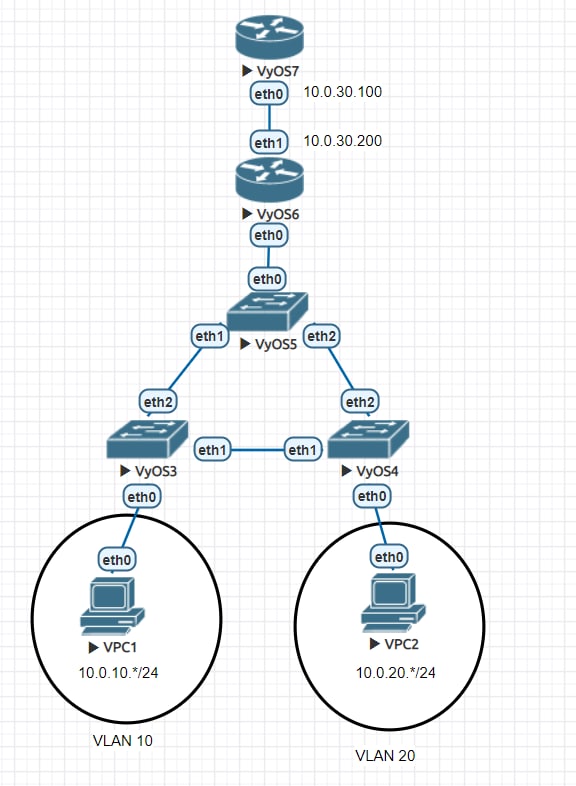 VyOS7
eth0 10.0.30.100
eth1 10.0.30.200
VyOS6
eth0
eth0
VyOS5
eth1 eth2
eth2 eth2
eth1 eth1
VyOS3 VyOS4
eth0 eth0
eth0 eth0
VPC1 VPC2
10.0.10.*/24 10.0.20.*/24
VLAN 10 VLAN 20